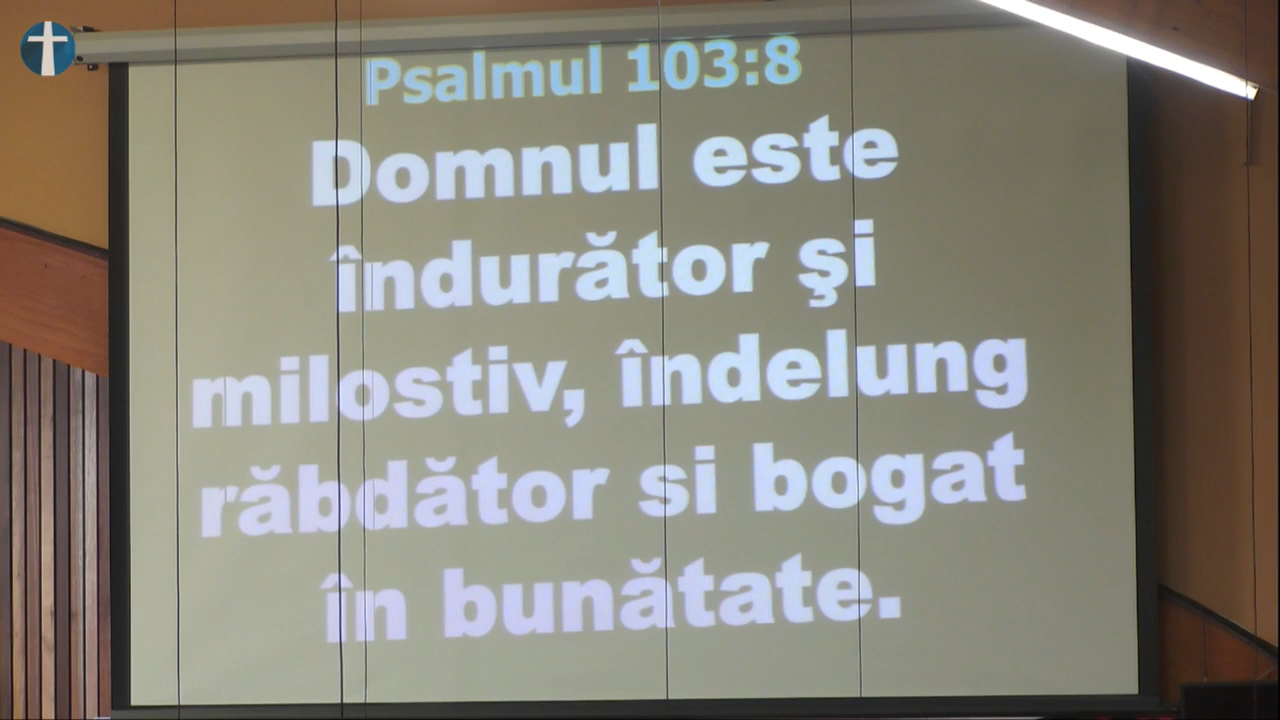 Psalmul 103:8
Domnul este
îndurător şi
milostiv, îndelung
răbdător si bogat
în bunătate.